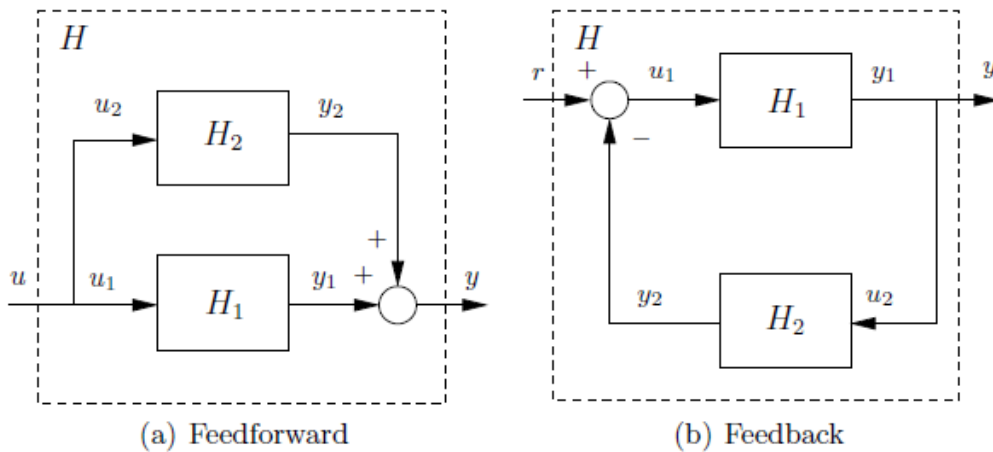 H
u₂
H₂
y₂
+
u
u₁
H₁
y₁
+
y
(a) Feedforward
H
r
+
u₁
H₁
y₁
y
−
y₂
H₂
u₂
(b) Feedback